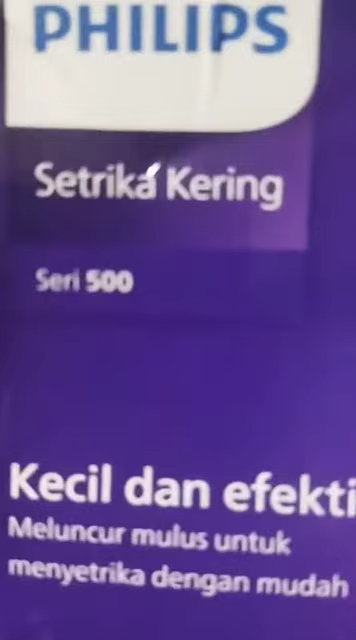 PHILIPS
Setrika Kering
Seri 500
Kecil dan efekti
Meluncur mulus untuk
menyetrika dengan mudah